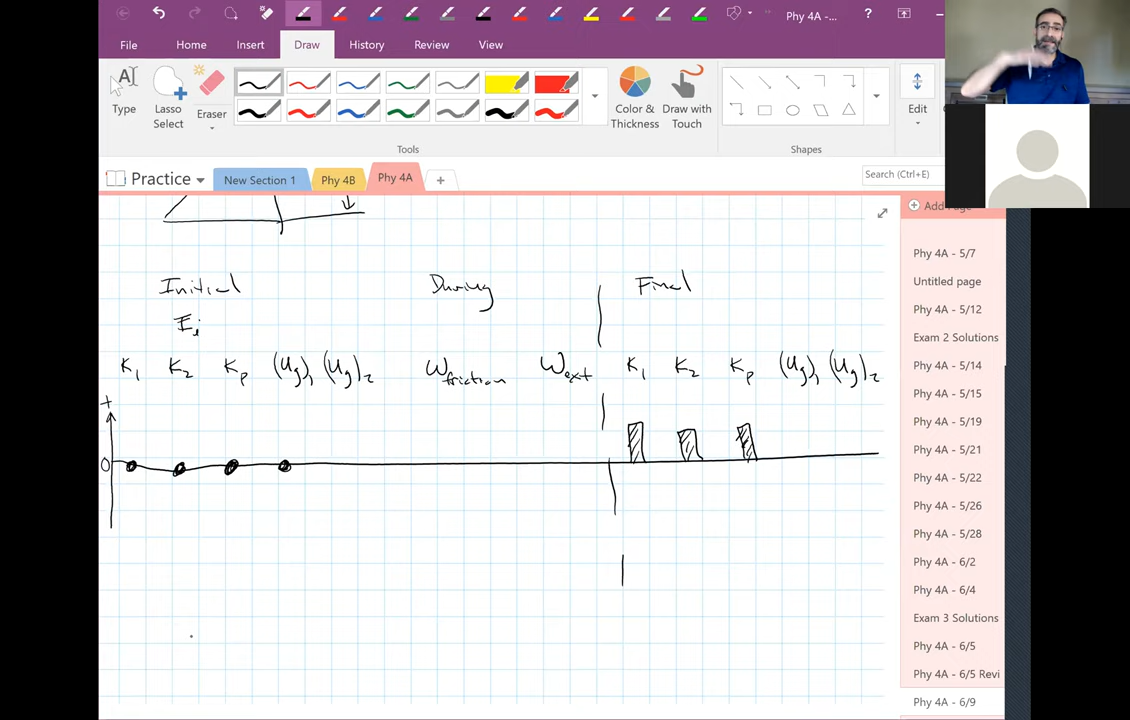 Phy 4A -...
?
File
Home
Insert
Draw
History
Review
View
Type
Lasso Select
Eraser
Color & Thickness
Draw with Touch
Edit
Tools
Shapes
Practice
New Section 1
Phy 4B
Phy 4A
+
Search (Ctrl+E)
Add Page
Phy 4A - 5/7
Untitled page
Phy 4A - 5/12
Exam 2 Solutions
Phy 4A - 5/14
Phy 4A - 5/15
Phy 4A - 5/19
Phy 4A - 5/21
Phy 4A - 5/22
Phy 4A - 5/26
Phy 4A - 5/28
Phy 4A - 6/2
Phy 4A - 6/4
Exam 3 Solutions
Phy 4A - 6/5
Phy 4A - 6/5 Revi
Phy 4A - 6/9
Initial During Final
Ei
K1 K2 Kp (Ug)1 (Ug)2 Wfriction Wext K1 K2 Kp (Ug)1 (Ug)2
+
0